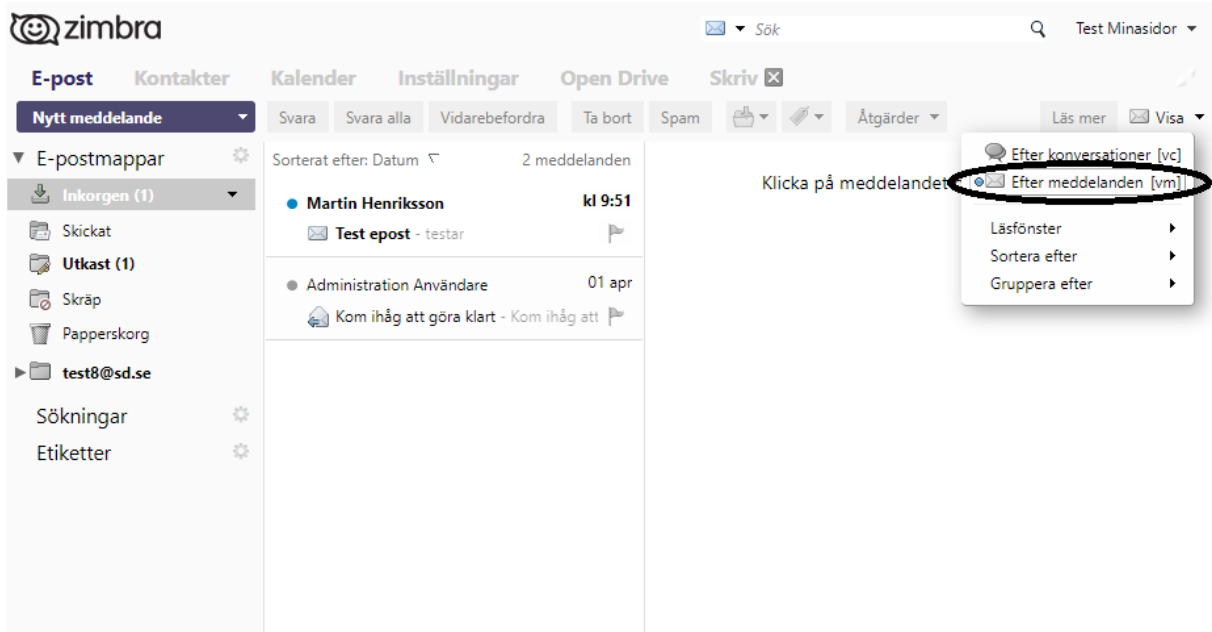 zimbra
Sök
Test Minasidor
E-post Kontakter Kalender Inställningar Open Drive Skriv
Nytt meddelande Svara Svara alla Vidarebefordra Ta bort Spam Åtgärder Läs mer Visa
E-postmappar
Inkorgen (1)
Skickat
Utkast (1)
Skräp
Papperskorg
test8@sd.se
Sökningar
Etiketter
Sorterat efter: Datum 2 meddelanden
Martin Henriksson kl 9:51
Test epost - testar
Administration Användare 01 apr
Kom ihåg att göra klart - Kom ihåg att
Klicka på meddelandet
Efter konversationer [vc]
Efter meddelanden [vm]
Läsfönster
Sortera efter
Gruppera efter